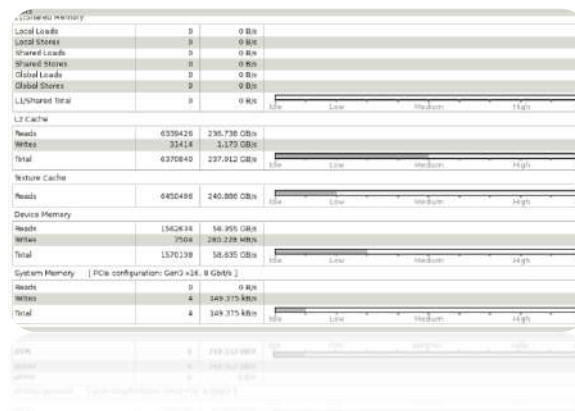 L1/Shared Memory
Local Loads 0 0 B/s
Local Stores 0 0 B/s
Shared Loads 0 0 B/s
Shared Stores 0 0 B/s
Global Loads 0 0 B/s
Global Stores 0 0 B/s
L1/Shared Total 0 0 B/s Idle Low Medium High
L2 Cache
Reads 6339426 236.738 GB/s
Writes 31414 1.173 GB/s
Total 6370840 237.912 GB/s Idle Low Medium High
Texture Cache
Reads 6450496 240.886 GB/s Idle Low Medium High
Device Memory
Reads 1562634 58.355 GB/s
Writes 7504 280.228 MB/s
Total 1570138 58.635 GB/s Idle Low Medium High
System Memory [ PCIe configuration: Gen3 x16, 8 Gbit/s ]
Reads 0 0 B/s
Writes 4 149.375 kB/s
Total 4 149.375 kB/s Idle Low Medium High